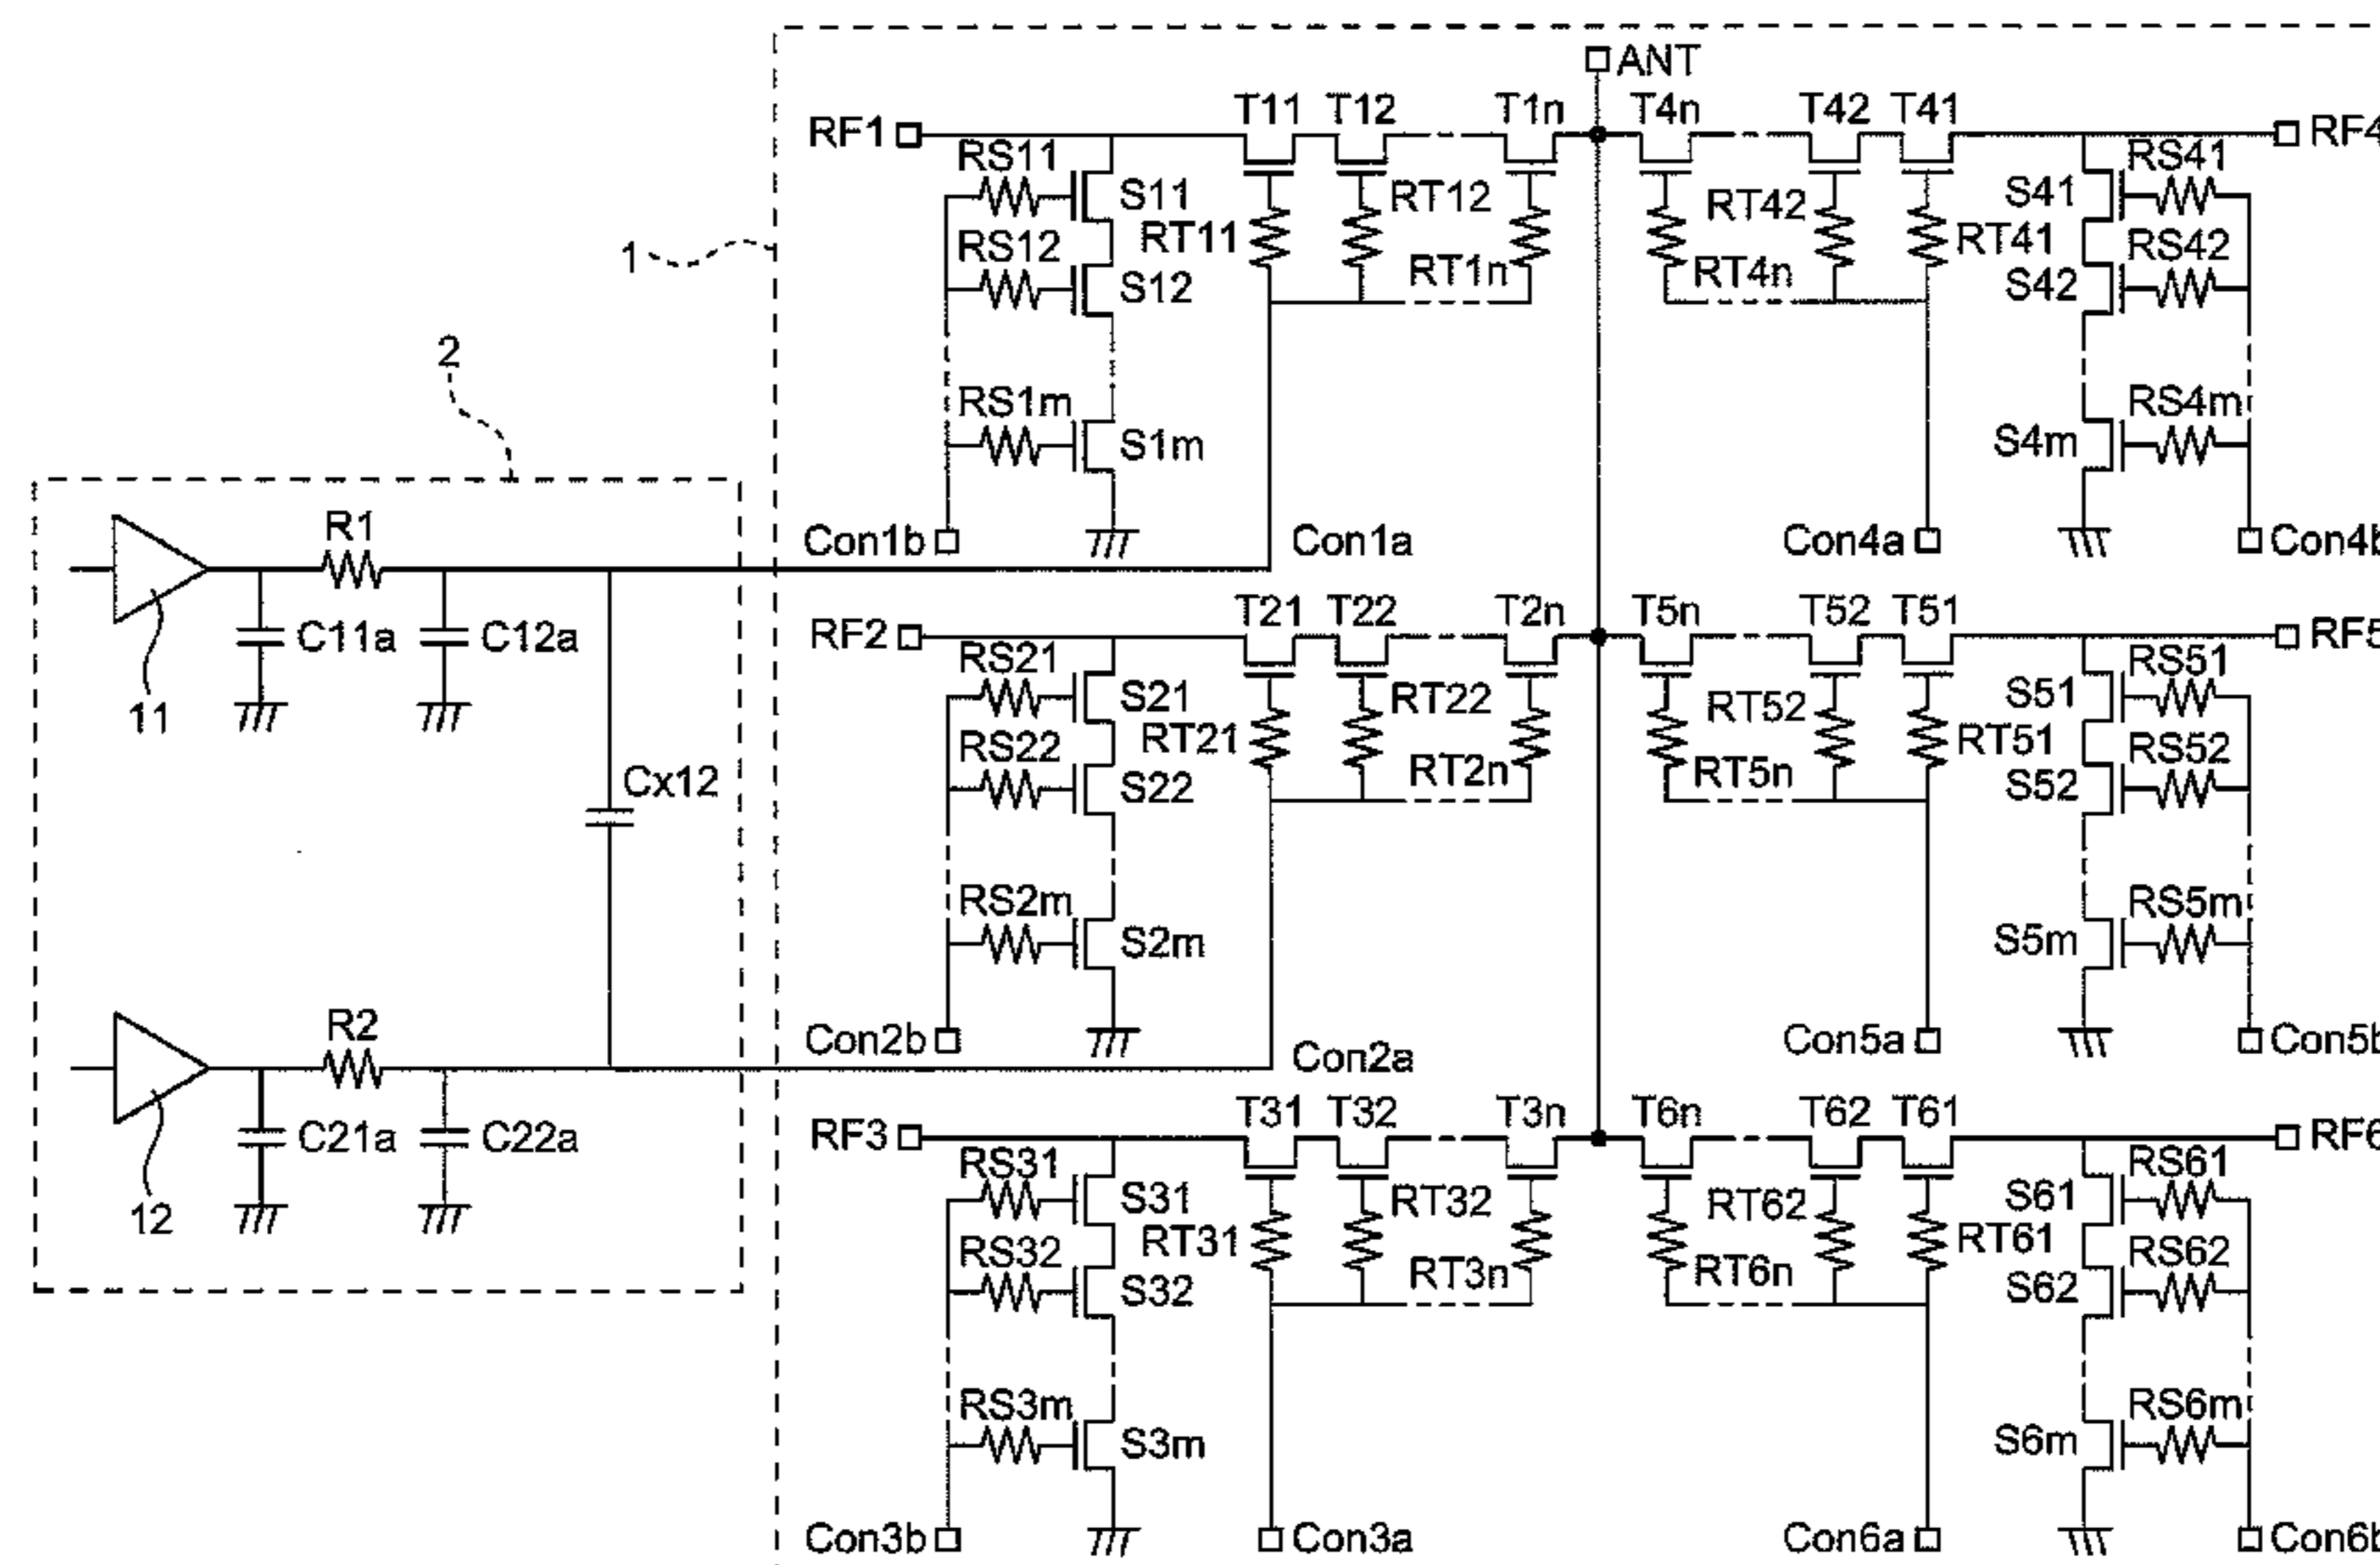 ANT
T11 T12 T1n T4n T42 T41
RF1 RF4
RS11 S11 RT11 RT12 RT1n RT4n RT42 RT41 S41 RS41
RS12 S12 S42 RS42
1
2
RS1m S1m S4m RS4m
Con1b Con1a Con4a Con4b
R1
C11a C12a
11
T21 T22 T2n T5n T52 T51
RF2 RF5
RS21 S21 RT21 RT22 RT2n RT5n RT52 RT51 S51 RS51
RS22 S22 S52 RS52
Cx12
RS2m S2m S5m RS5m
Con2b Con2a Con5a Con5b
R2
C21a C22a
12
T31 T32 T3n T6n T62 T61
RF3 RF6
RS31 S31 RT31 RT32 RT3n RT6n RT62 RT61 S61 RS61
RS32 S32 S62 RS62
RS3m S3m S6m RS6m
Con3b Con3a Con6a Con6b